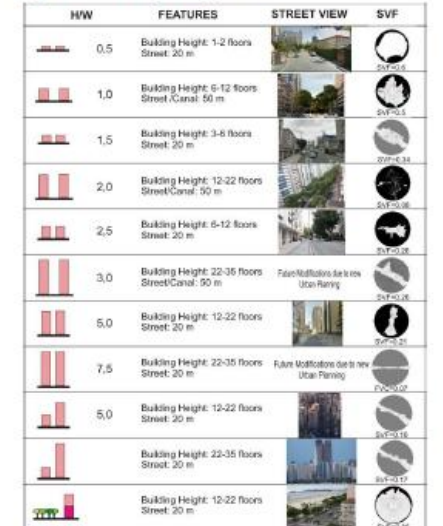 H/W FEATURES STREET VIEW SVF
0,5 Building Height: 1-2 floors
Street: 20 m
SVF=0.6
1,0 Building Height: 6-12 floors
Street /Canal: 50 m
SVF=0.5
1,5 Building Height: 3-6 floors
Street: 20 m
SVF=0.34
2,0 Building Height: 12-22 floors
Street/Canal: 50 m
2,5 Building Height: 6-12 floors
Street: 20 m
3,0 Building Height: 22-35 floors
Street/Canal: 50 m
Future Modifications due to new
Urban Planning
SVF=0.26
5,0 Building Height: 12-22 floors
Street: 20 m
SVF=0.21
7,5 Building Height: 22-35 floors
Street: 20 m
Future Modifications due to new
Urban Planning
5,0 Building Height: 12-22 floors
Street: 20 m
Building Height: 22-35 floors
Street: 20 m
SVF=0.17
Building Height: 12-22 floors
Street: 20 m